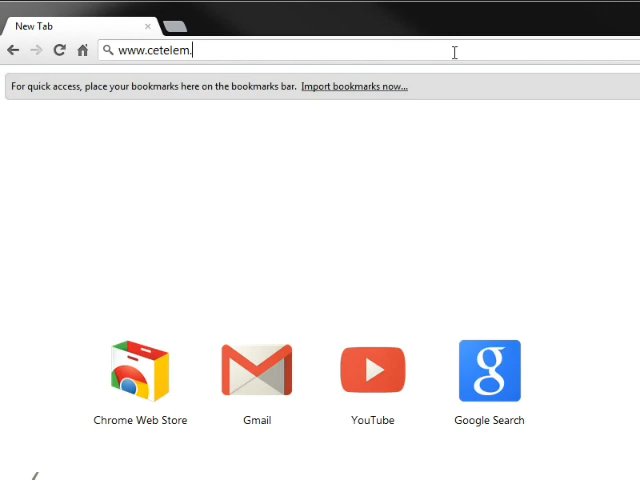 New Tab
www.cetelem.
For quick access, place your bookmarks here on the bookmarks bar. Import bookmarks now...
Chrome Web Store
Gmail
YouTube
Google Search